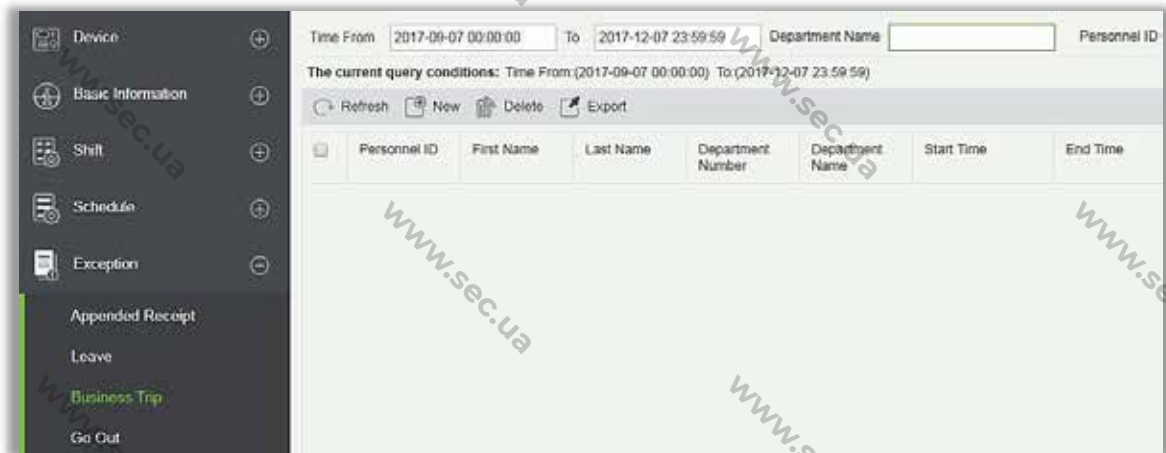 Device
Basic Information
Shift
Schedule
Exception
Appended Receipt
Leave
Business Trip
Go Out
Time From 2017-09-07 00:00:00 To 2017-12-07 23:59:59 Department Name Personnel ID
The current query conditions: Time From:(2017-09-07 00:00:00) To:(2017-12-07 23:59:59)
Refresh New Delete Export
Personnel ID First Name Last Name Department Number Department Name Start Time End Time
www.sec.ua
www.sec.ua
www.sec.ua
www.sec.ua
www.s
www.
www.s